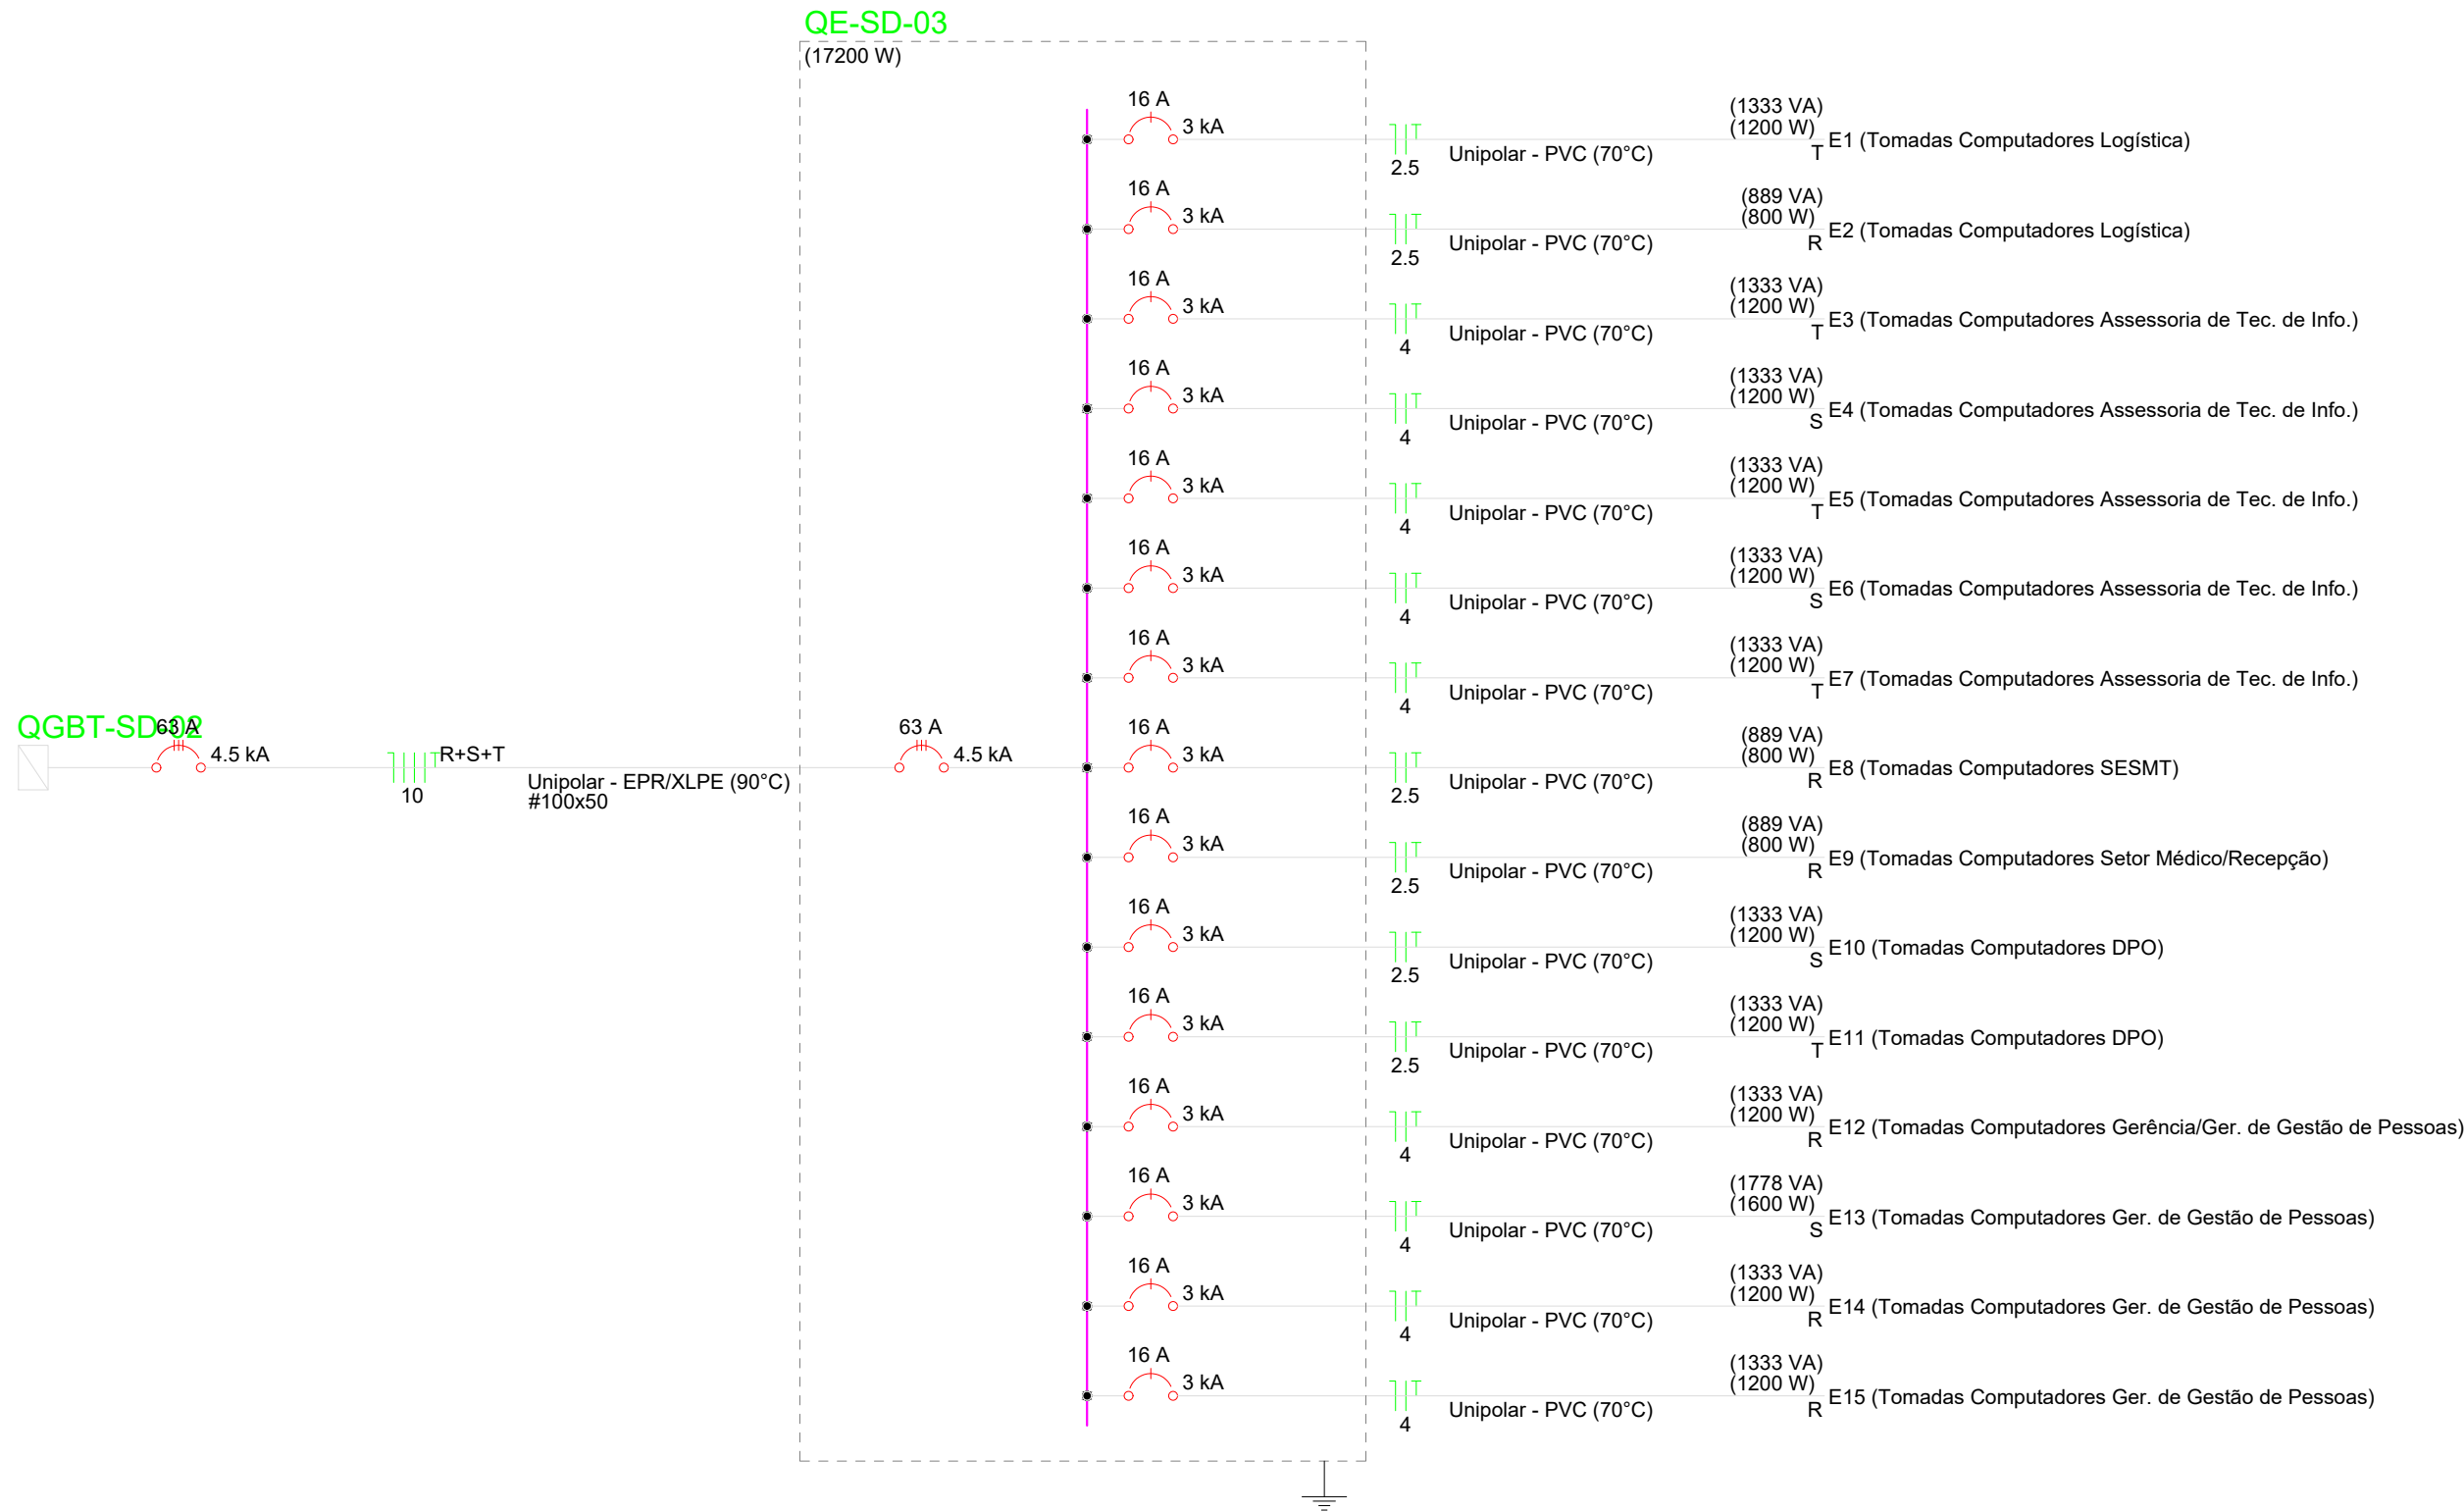 QE-SD-03
(17200 W)
16 A
3 kA
2.5
Unipolar - PVC (70°C)
(1333 VA)
(1200 W)
T
E1 (Tomadas Computadores Logística)
16 A
3 kA
2.5
Unipolar - PVC (70°C)
(889 VA)
(800 W)
R
E2 (Tomadas Computadores Logística)
16 A
3 kA
4
Unipolar - PVC (70°C)
(1333 VA)
(1200 W)
T
E3 (Tomadas Computadores Assessoria de Tec. de Info.)
16 A
3 kA
4
Unipolar - PVC (70°C)
(1333 VA)
(1200 W)
S
E4 (Tomadas Computadores Assessoria de Tec. de Info.)
16 A
3 kA
4
Unipolar - PVC (70°C)
(1333 VA)
(1200 W)
T
E5 (Tomadas Computadores Assessoria de Tec. de Info.)
16 A
3 kA
4
Unipolar - PVC (70°C)
(1333 VA)
(1200 W)
S
E6 (Tomadas Computadores Assessoria de Tec. de Info.)
16 A
3 kA
4
Unipolar - PVC (70°C)
(1333 VA)
(1200 W)
T
E7 (Tomadas Computadores Assessoria de Tec. de Info.)
QGBT-SD-02
63 A
4.5 kA
R+S+T
10
Unipolar - EPR/XLPE (90°C)
#100x50
63 A
4.5 kA
16 A
3 kA
2.5
Unipolar - PVC (70°C)
(889 VA)
(800 W)
R
E8 (Tomadas Computadores SESMT)
16 A
3 kA
2.5
Unipolar - PVC (70°C)
(889 VA)
(800 W)
R
E9 (Tomadas Computadores Setor Médico/Recepção)
16 A
3 kA
2.5
Unipolar - PVC (70°C)
(1333 VA)
(1200 W)
S
E10 (Tomadas Computadores DPO)
16 A
3 kA
2.5
Unipolar - PVC (70°C)
(1333 VA)
(1200 W)
T
E11 (Tomadas Computadores DPO)
16 A
3 kA
4
Unipolar - PVC (70°C)
(1333 VA)
(1200 W)
R
E12 (Tomadas Computadores Gerência/Ger. de Gestão de Pessoas)
16 A
3 kA
4
Unipolar - PVC (70°C)
(1778 VA)
(1600 W)
S
E13 (Tomadas Computadores Ger. de Gestão de Pessoas)
16 A
3 kA
4
Unipolar - PVC (70°C)
(1333 VA)
(1200 W)
R
E14 (Tomadas Computadores Ger. de Gestão de Pessoas)
16 A
3 kA
4
Unipolar - PVC (70°C)
(1333 VA)
(1200 W)
R
E15 (Tomadas Computadores Ger. de Gestão de Pessoas)